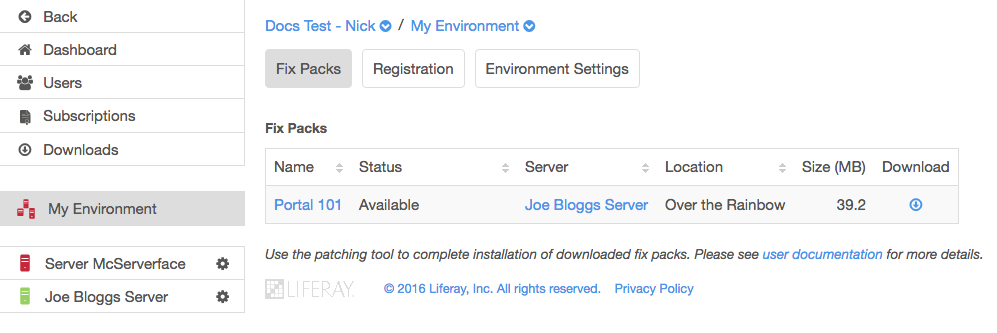 Back
Dashboard
Users
Subscriptions
Downloads
My Environment
Server McServerface
Joe Bloggs Server
Docs Test - Nick / My Environment
Fix Packs Registration Environment Settings
Fix Packs
Name Status Server Location Size (MB) Download
Portal 101 Available Joe Bloggs Server Over the Rainbow 39.2
Use the patching tool to complete installation of downloaded fix packs. Please see user documentation for more details.
LIFERAY. © 2016 Liferay, Inc. All rights reserved. Privacy Policy